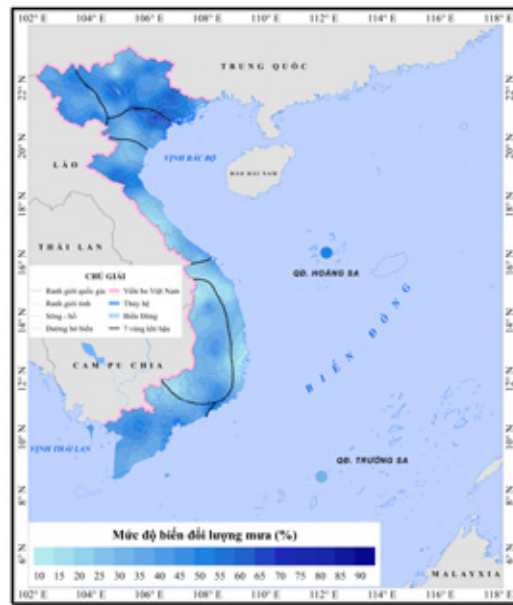 102° E 104° E 106° E 108° E 110° E 112° E 114° E 116° E 118° E
TRUNG QUỐC
22° N
20° N
LÀO
VỊNH BẮC BỘ
ĐẢO HẢI NAM
18° N
THÁI LAN
16° N
QĐ. HOÀNG SA
CHÚ GIẢI
Ranh giới quốc gia
Viền bo Việt Nam
Ranh giới tỉnh
Thủy hệ
Sông - hồ
Biển Đông
Đường bờ biển
7 vùng khí hậu
14° N
BIỂN ĐÔNG
CAM PU CHIA
12° N
10° N
VỊNH THÁI LAN
QĐ. TRƯỜNG SA
8° N
Mức độ biến đổi lượng mưa (%)
10 15 20 25 30 35 40 45 50 55 60 65 70 75 80 85 90
6° N
MALAYXIA